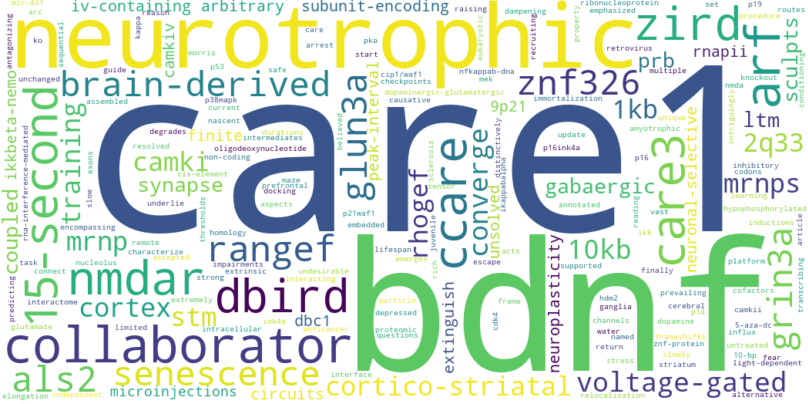 mir-451
iv-containing arbitrary
subunit-encoding
raising
dampening
ribonucleoprotein
set
p19
antagonizing
arc
reason
kappa
care
emphasized
procedure
routes
neurotrophic
zird
arf
sculpts
conditioning
ko
sequential
camkiv
morris
arrest
pka
start
recruiting
eukaryotic
property
prb
rnapii
brain-derived
znf326
retrovirus
multiple
knockout
unchanged
guide
p53
safe
cip1/waf1
checkpoints
nfkappab-dna
mek
care1
15-second
coupled
ikkbeta-nemo
training
assembled
p38mapk
current
nascent
intermediates
causative
dopaminergic-glutamatergic
immortalization
9p21
1kb
ltm
nmda
unique
intriguingly
degrades
oligodeoxynucleotide
non-coding
finite
durations
peak-interval
glun3a
believed
amyotrophic
p16ink4a
update
2q33
camki
synapse
resolved
exons
cis-element
maze
prefrontal
docking
converge
unsolved
sclerosis
distinctively
p16
inhibitory
codons
mrnps
gabaergic
annotated
ikk
ikappabalpha
reading
learning
vast
hypophosphorylated
rna-interference-mediated
slow
underlie
thresholds
aspects
p21waf1
embedded
rhogef
ccare
sensor
care3
neuronal-selective
article
inductions
encompassing
remote
characterize
homology
lifespan
juvenile
acts
mrnp
accepted
rangef
impairments
extrinsic
emerges
rich
escape
10kb
supported
platform
connect
light-dependent
task
nucleolus
undesirable
interacting
finally
nmdar
dbird
bdnf
neuroplasticity
grin3a
cofactors
transcribing
predicting
interactome
extremely
strong
particle
extinguish
frame
hdm2
ganglia
prevailing
cerebral
p14
5-aza-dc
camkii
influx
untreated
cortex
stm
ink4a
anticancer
depressed
cdk4
channels
water
named
return
dopamine
frameshifts
10-bp
znf-protein
fear
glutamate
limited
dbc1
intracellular
proteomic
questions
stress
slowly
striatum
light-dependent
collaborator
als2
senescence
circuits
interface
cortico-striatal
voltage-gated
elongation
independent
microinjections
relocalization
alternative